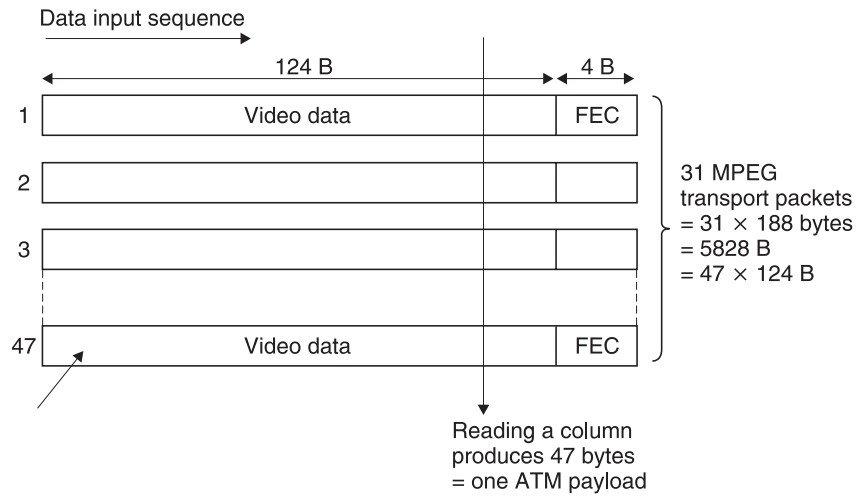 Data input sequence
124 B
4 B
1
Video data
FEC
2
3
47
Video data
FEC
31 MPEG
transport packets
= 31 × 188 bytes
= 5828 B
= 47 × 124 B
Reading a column
produces 47 bytes
= one ATM payload